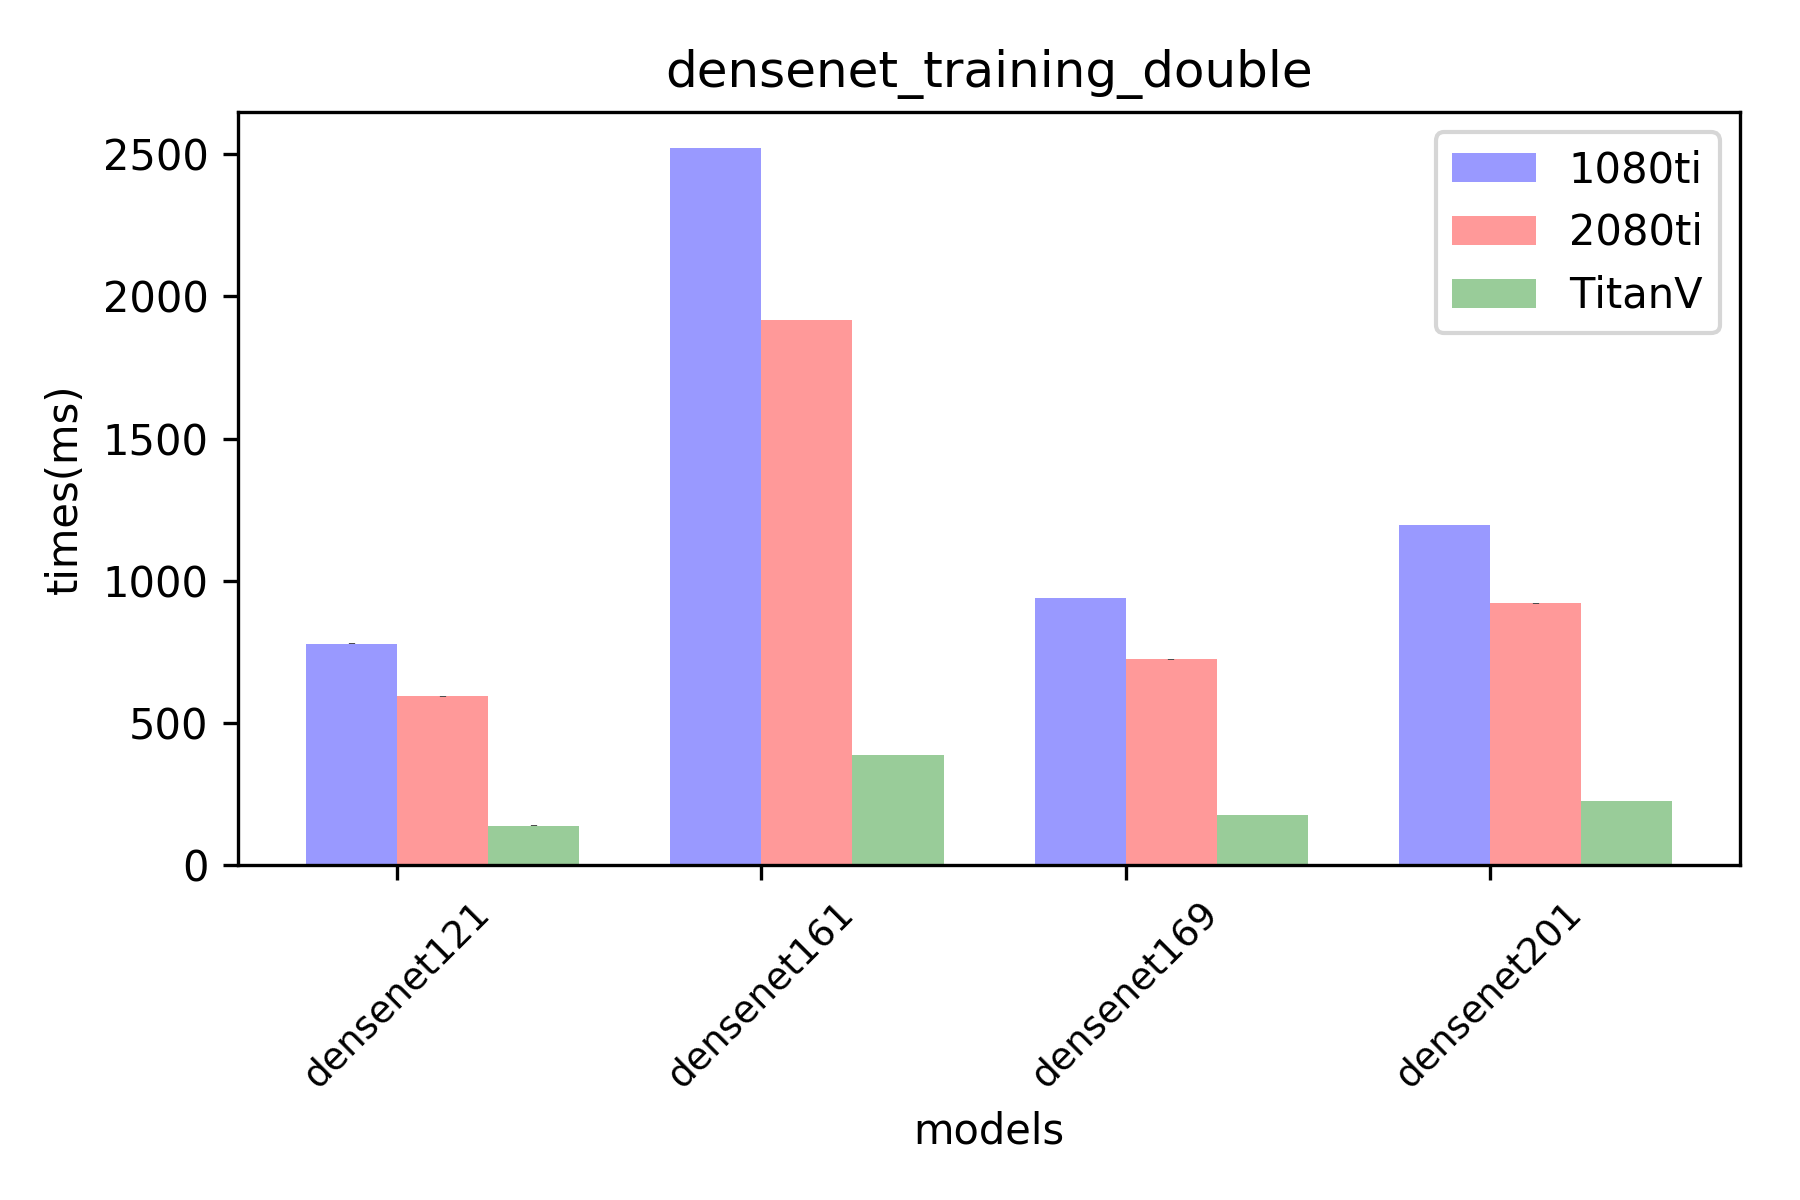 densenet_training_double
1080ti
2080ti
TitanV
times(ms)
2500
2000
1500
1000
500
0
densenet121
densenet161
densenet169
densenet201
models